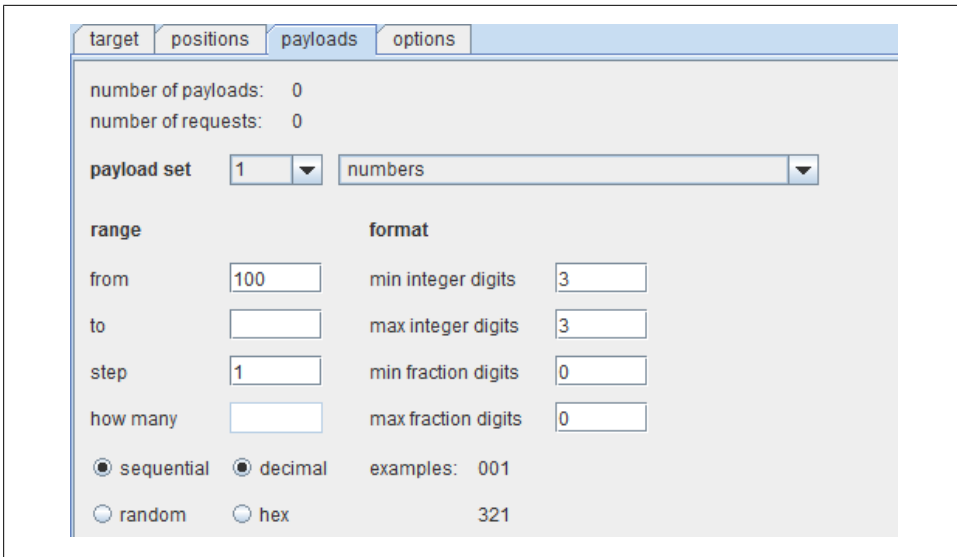 target positions payloads options
number of payloads: 0
number of requests: 0
payload set 1 numbers
range format
from 100 min integer digits 3
to max integer digits 3
step 1 min fraction digits 0
how many max fraction digits 0
sequential decimal examples: 001
random hex 321